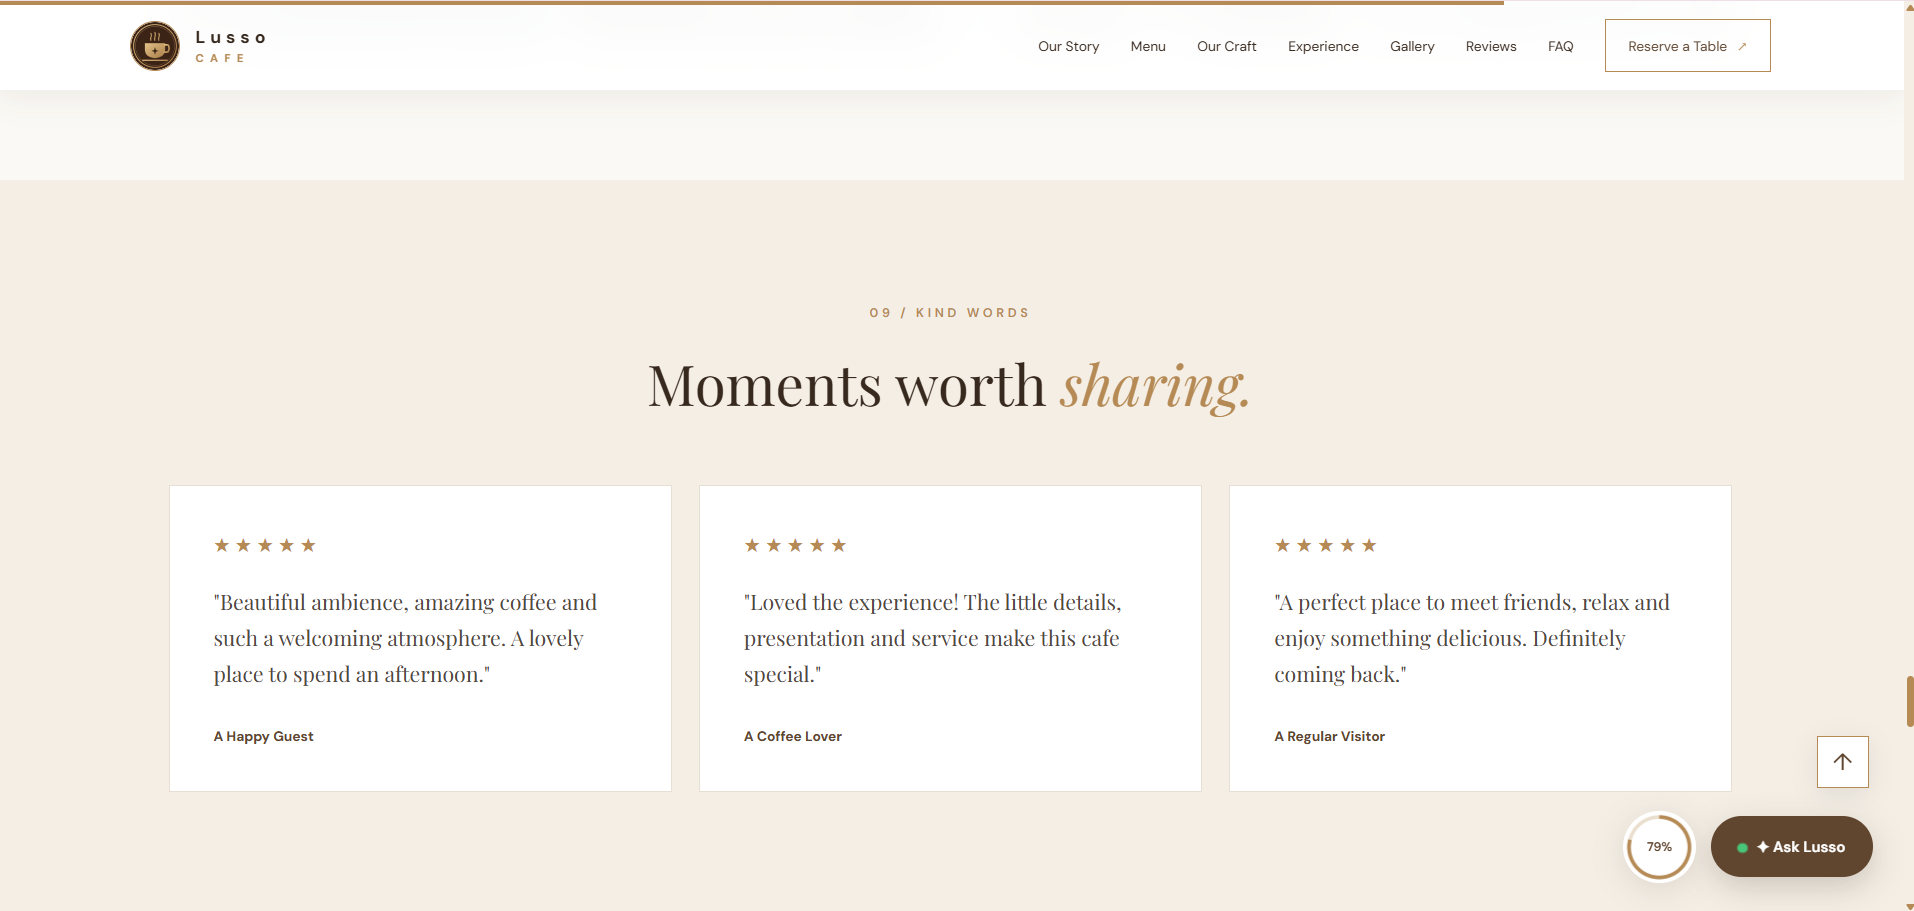 Lusso
CAFE
Our Story
Menu
Our Craft
Experience
Gallery
Reviews
FAQ
Reserve a Table ↗
09 / KIND WORDS
Moments worth sharing.
★★★★★
"Beautiful ambience, amazing coffee and
such a welcoming atmosphere. A lovely
place to spend an afternoon."
A Happy Guest
★★★★★
"Loved the experience! The little details,
presentation and service make this cafe
special."
A Coffee Lover
★★★★★
"A perfect place to meet friends, relax and
enjoy something delicious. Definitely
coming back."
A Regular Visitor
79%
✦ Ask Lusso